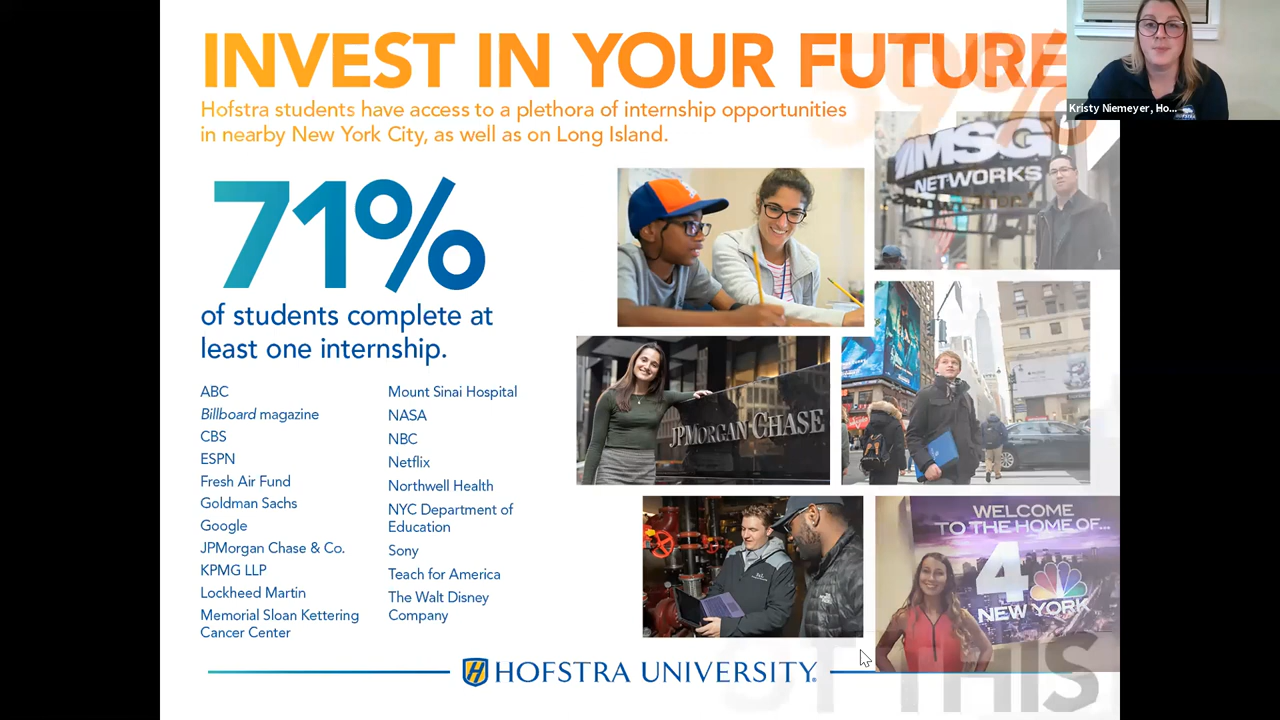 INVEST IN YOUR FUTURE
Hofstra students have access to a plethora of internship opportunities
in nearby New York City, as well as on Long Island.
71%
of students complete at
least one internship.
ABC
Billboard magazine
CBS
ESPN
Fresh Air Fund
Goldman Sachs
Google
JPMorgan Chase & Co.
KPMG LLP
Lockheed Martin
Memorial Sloan Kettering
Cancer Center
Mount Sinai Hospital
NASA
NBC
Netflix
Northwell Health
NYC Department of
Education
Sony
Teach for America
The Walt Disney
Company
MSG
NETWORKS
JPMORGAN CHASE
WELCOME
TO THE HOME OF...
4
NEW YORK
THIS
HOFSTRA UNIVERSITY
Kristy Niemeyer, Ho...